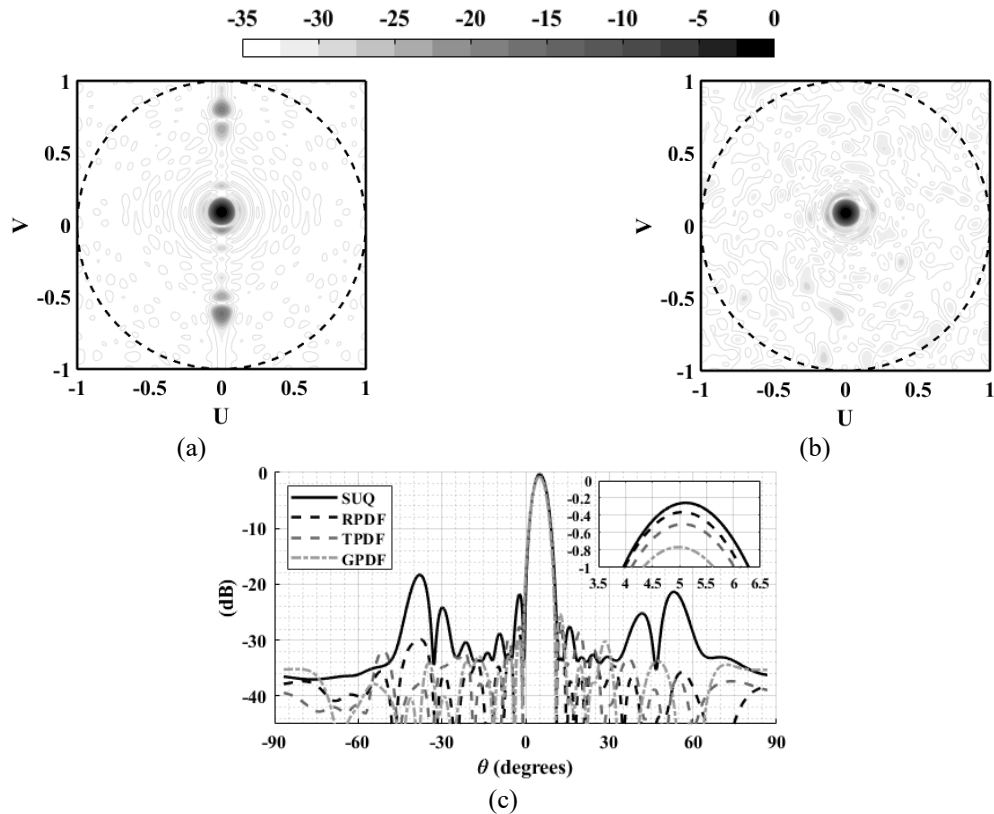 -35 -30 -25 -20 -15 -10 -5 0
1
0.5
V
0
-0.5
-1
-1 -0.5 0 0.5 1
U
(a)
1
0.5
V
0
-0.5
-1
-1 -0.5 0 0.5 1
U
(b)
0
-10
-20
(dB)
-30
-40
SUQ
RPDF
TPDF
GPDF
0
-0.2
-0.4
-0.6
-0.8
-1
3.5 4 4.5 5 5.5 6 6.5
-90 -60 -30 0 30 60 90
θ (degrees)
(c)